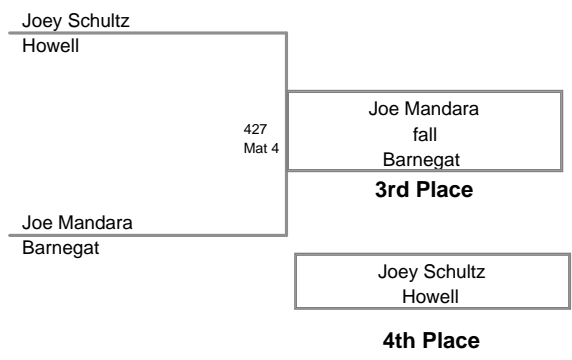 Joey Schultz
Howell
Joe Mandara
fall
Barnegat
427
Mat 4
3rd Place
Joe Mandara
Barnegat
Joey Schultz
Howell
4th Place